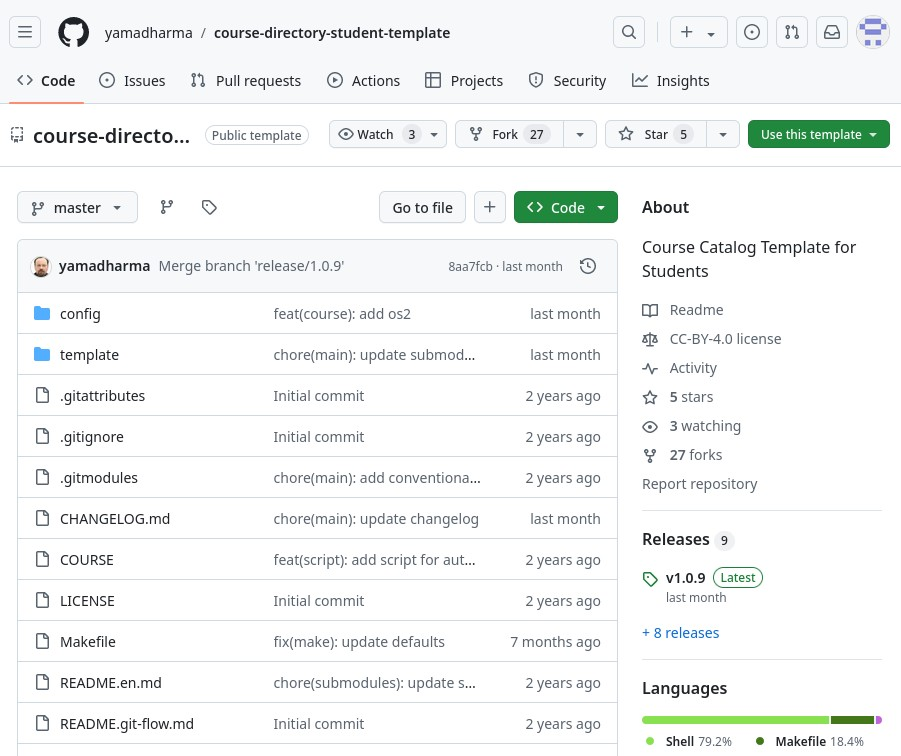 yamadharma / course-directory-student-template
Code Issues Pull requests Actions Projects Security Insights
course-directo... Public template Watch 3 Fork 27 Star 5 Use this template
master Go to file Code
yamadharma Merge branch 'release/1.0.9' 8aa7fcb · last month
config feat(course): add os2 last month
template chore(main): update submod... last month
.gitattributes Initial commit 2 years ago
.gitignore Initial commit 2 years ago
.gitmodules chore(main): add conventiona... 2 years ago
CHANGELOG.md chore(main): update changelog last month
COURSE feat(script): add script for aut... 2 years ago
LICENSE Initial commit 2 years ago
Makefile fix(make): update defaults 7 months ago
README.en.md chore(submodules): update s... 2 years ago
README.git-flow.md Initial commit 2 years ago
About
Course Catalog Template for
Students
Readme
CC-BY-4.0 license
Activity
5 stars
3 watching
27 forks
Report repository
Releases 9
v1.0.9 Latest
last month
+ 8 releases
Languages
Shell 79.2% Makefile 18.4%